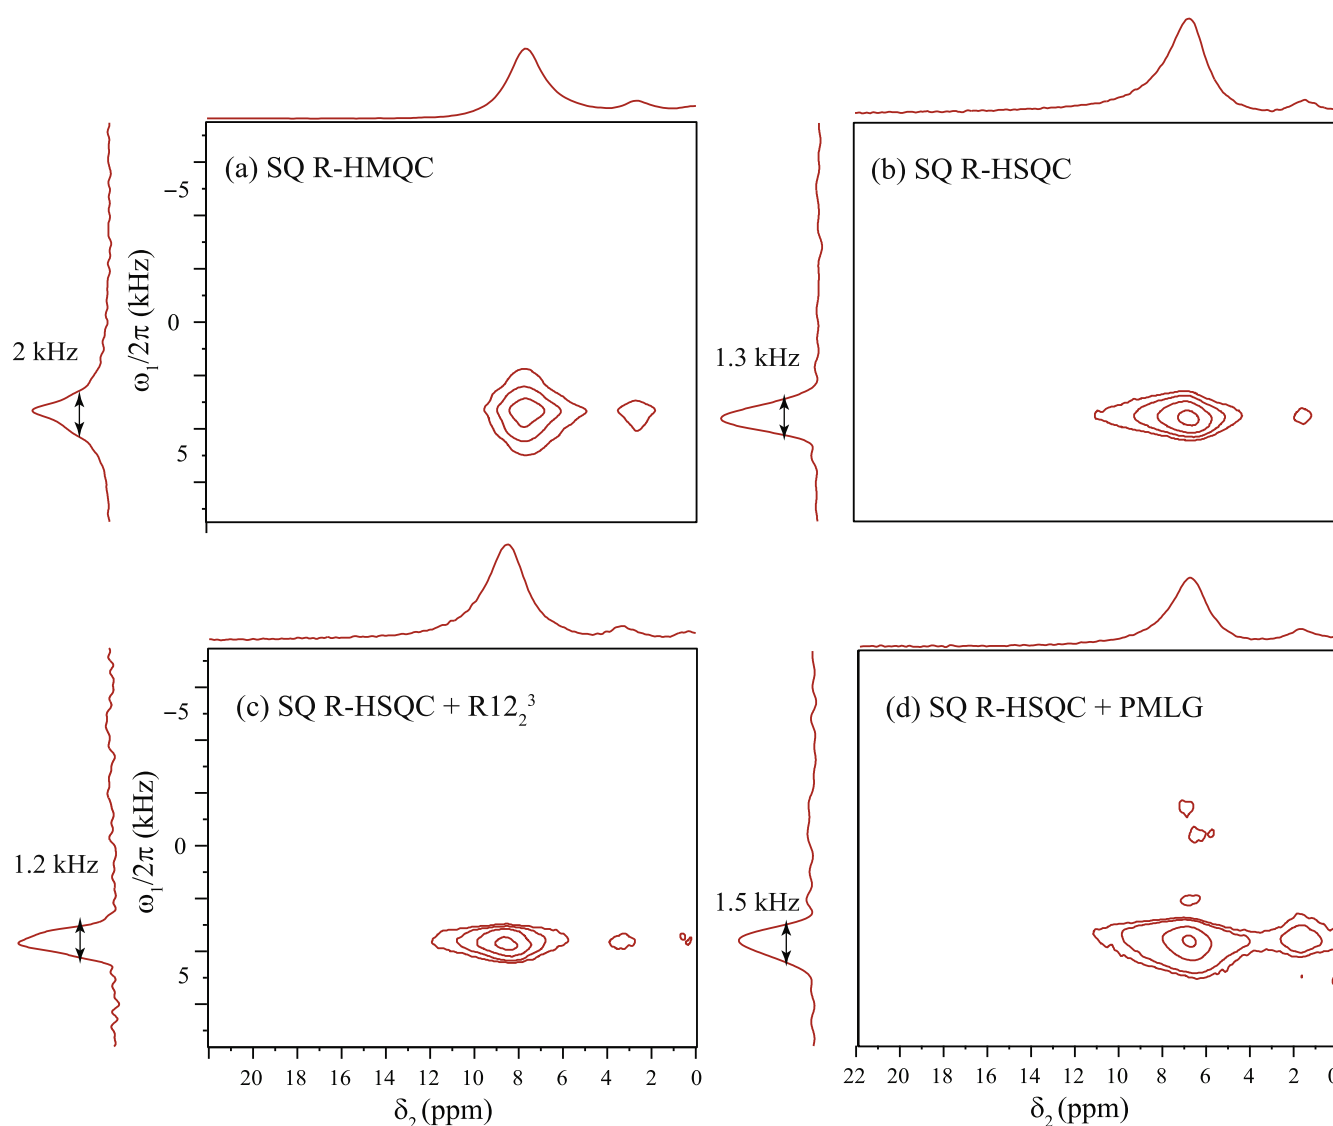 (a) SQ R-HMQC
(b) SQ R-HSQC
−5
0
5
ω₁/2π (kHz)
2 kHz
1.3 kHz
(c) SQ R-HSQC + R12₂³
(d) SQ R-HSQC + PMLG
−5
0
5
ω₁/2π (kHz)
1.2 kHz
1.5 kHz
20 18 16 14 12 10 8 6 4 2 0
22 20 18 16 14 12 10 8 6 4 2
δ₂ (ppm)
δ₂ (ppm)